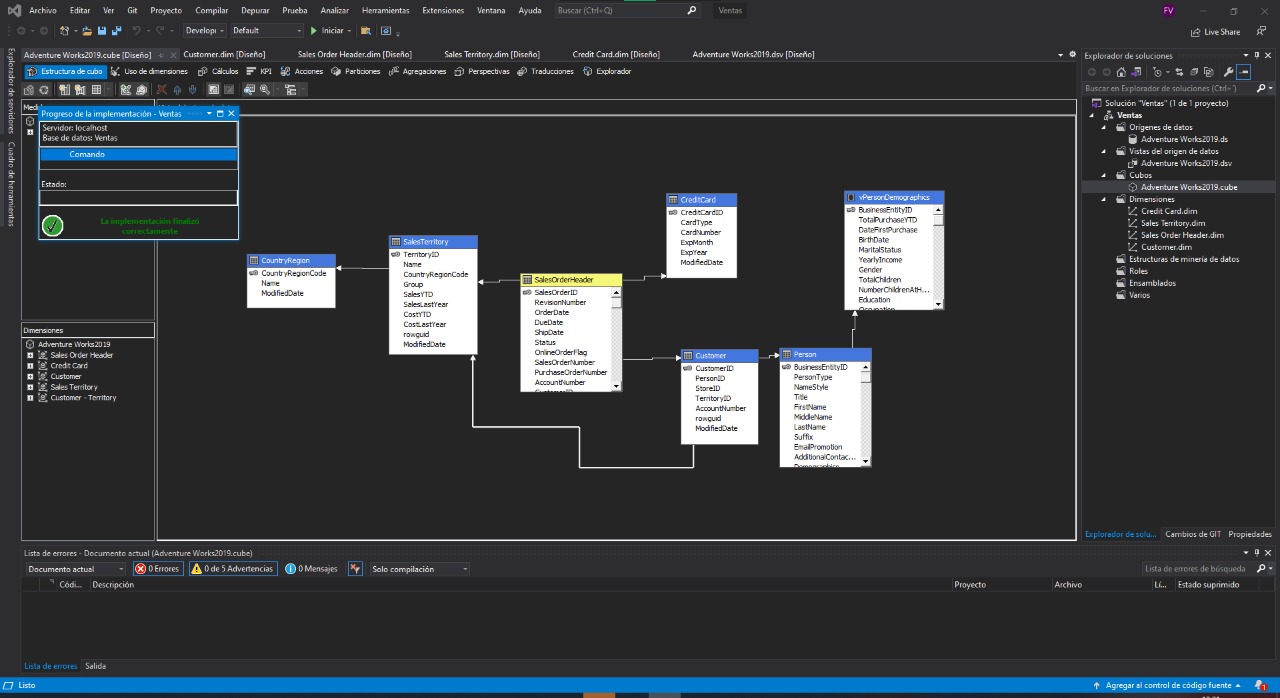 Archivo Editar Ver Git Proyecto Compilar Depurar Prueba Analizar Herramientas Extensiones Ventana Ayuda Buscar (Ctrl+Q) Ventas FV
Develop Default Iniciar Live Share
Adventure Works2019.cube [Diseño] Customer.dim [Diseño] Sales Order Header.dim [Diseño] Sales Territory.dim [Diseño] Credit Card.dim [Diseño] Adventure Works2019.dsv [Diseño]
Estructura de cubo Uso de dimensiones Cálculos KPI Acciones Particiones Agregaciones Perspectivas Traducciones Explorador
Explorador de servidores
Cuadro de herramientas
Progreso de la implementación - Ventas
Servidor: localhost
Base de datos: Ventas
Comando
Estado:
La implementación finalizó
correctamente
Dimensiones
Adventure Works2019
Sales Order Header
Credit Card
Customer
Sales Territory
Customer - Territory
CountryRegion
CountryRegionCode
Name
ModifiedDate
SalesTerritory
TerritoryID
Name
CountryRegionCode
Group
SalesYTD
SalesLastYear
CostYTD
CostLastYear
rowguid
ModifiedDate
SalesOrderHeader
SalesOrderID
RevisionNumber
OrderDate
DueDate
ShipDate
Status
OnlineOrderFlag
SalesOrderNumber
PurchaseOrderNumber
AccountNumber
CreditCard
CreditCardID
CardType
CardNumber
ExpMonth
ExpYear
ModifiedDate
Customer
CustomerID
PersonID
StoreID
TerritoryID
AccountNumber
rowguid
ModifiedDate
Person
BusinessEntityID
PersonType
NameStyle
Title
FirstName
MiddleName
LastName
Suffix
EmailPromotion
AdditionalContac...
vPersonDemographics
BusinessEntityID
TotalPurchaseYTD
DateFirstPurchase
BirthDate
MaritalStatus
YearlyIncome
Gender
TotalChildren
NumberChildrenAtH...
Education
Explorador de soluciones
Buscar en Explorador de soluciones (Ctrl+´)
Solución "Ventas" (1 de 1 proyecto)
Ventas
Orígenes de datos
Adventure Works2019.ds
Vistas del origen de datos
Adventure Works2019.dsv
Cubos
Adventure Works2019.cube
Dimensiones
Credit Card.dim
Sales Territory.dim
Sales Order Header.dim
Customer.dim
Estructuras de minería de datos
Roles
Ensamblados
Varios
Explorador de solu... Cambios de GIT Propiedades
Lista de errores - Documento actual (Adventure Works2019.cube)
Documento actual 0 Errores 0 de 5 Advertencias 0 Mensajes Solo compilación Lista de errores de búsqueda
Códi... Descripción Proyecto Archivo Lí... Estado suprimido
Lista de errores Salida
Listo Agregar al control de código fuente 1